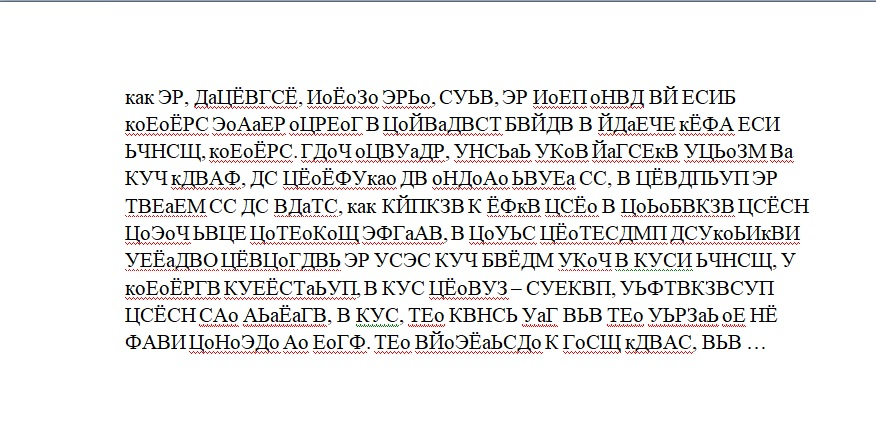 как ЭР, ДаЦЁВГСЁ, ИоЁоЗо ЭРЬо, СУЬВ, ЭР ИоЕП оНВД ВЙ ЕСИБ
коЕоЁРС ЭоАаЕР оЦРЕоГ В ЦоЙВаДВСТ БВЙДВ В ЙДаЕЧЕ кЁФА ЕСИ
ЬЧНСЩ, коЕоЁРС. ГДоЧ оЦВУаДР, УНСЬаЬ УКоВ ЙаГСЕкВ УЦЬоЗМ Ва
КУЧ кДВАФ, ДС ЦЁоЁФУкао ДВ оНДоАо ЬВУЕа СС, В ЦЁВДПЬУП ЭР
ТВЕаЕМ СС ДС ВДаТС, как КЙПКЗВ К ЁФкВ ЦСЁо В ЦоЬоБВКЗВ ЦСЁСН
ЦоЭоЧ ЬВЦЕ ЦоТЕоКоЩ ЭФГаАВ, В ЦоУЬС ЦЁоТЕСДМП ДСУкоЬИкВИ
УЕЁаДВО ЦЁВЦоГДВЬ ЭР УСЭС КУЧ БВЁДМ УКоЧ В КУСИ ЬЧНСЩ, У
коЕоЁРГВ КУЕЁСТаЬУП, В КУС ЦЁоВУЗ – СУЕКВП, УЬФТВКЗВСУП
ЦСЁСН САо АЬаЁаГВ, В КУС, ТЕо КВНСЬ УаГ ВЬВ ТЕо УЬРЗаЬ оЕ НЁ
ФАВИ ЦоНоЭДо Ао ЕоГФ. ТЕо ВЙоЭЁаЬСДо К ГоСЩ кДВАС, ВЬВ …